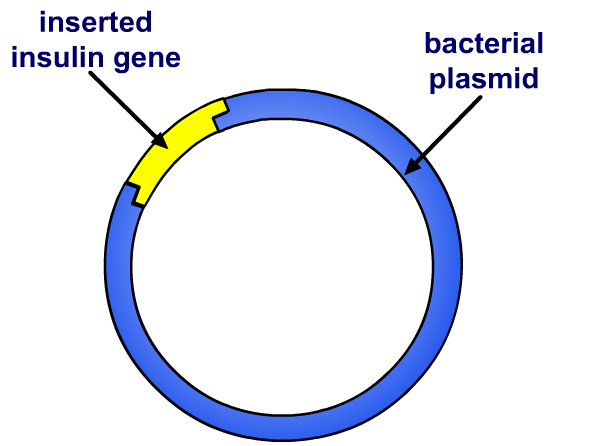 inserted
insulin gene
bacterial
plasmid